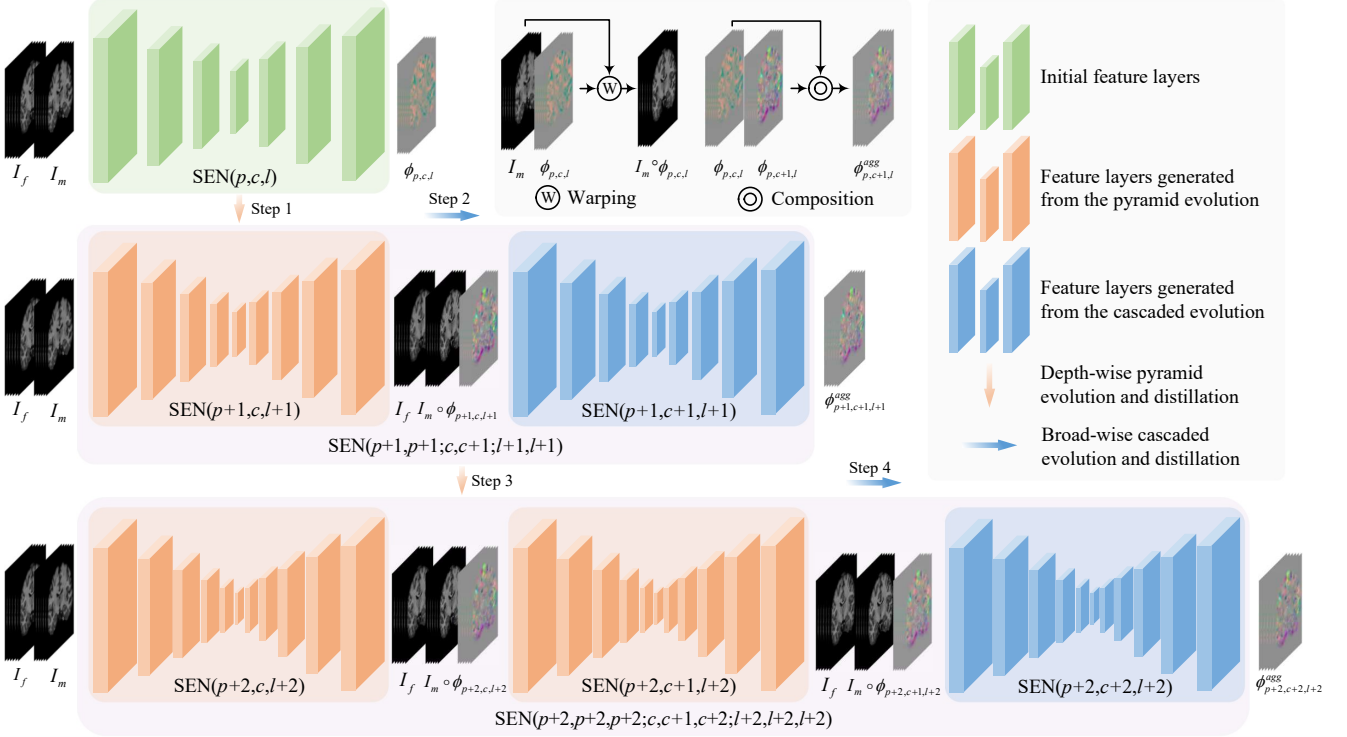 I_f
I_m
SEN(p,c,l)
ϕ_{p,c,l}
Step 1
Step 2
W
I_m ϕ_{p,c,l}
I_m∘ϕ_{p,c,l}
ϕ_{p,c,l} ϕ_{p,c+1,l}
ϕ^{agg}_{p,c+1,l}
W Warping
Composition
Initial feature layers
Feature layers generated
from the pyramid evolution
Feature layers generated
from the cascaded evolution
Depth-wise pyramid
evolution and distillation
Broad-wise cascaded
evolution and distillation
I_f
I_m
SEN(p+1,c,l+1)
I_f I_m∘ϕ_{p+1,c,l+1}
SEN(p+1,c+1,l+1)
ϕ^{agg}_{p+1,c+1,l+1}
SEN(p+1,p+1;c,c+1;l+1,l+1)
Step 3
Step 4
I_f
I_m
SEN(p+2,c,l+2)
I_f I_m∘ϕ_{p+2,c,l+2}
SEN(p+2,c+1,l+2)
I_f I_m∘ϕ_{p+2,c+1,l+2}
SEN(p+2,c+2,l+2)
ϕ^{agg}_{p+2,c+2,l+2}
SEN(p+2,p+2,p+2;c,c+1,c+2;l+2,l+2,l+2)